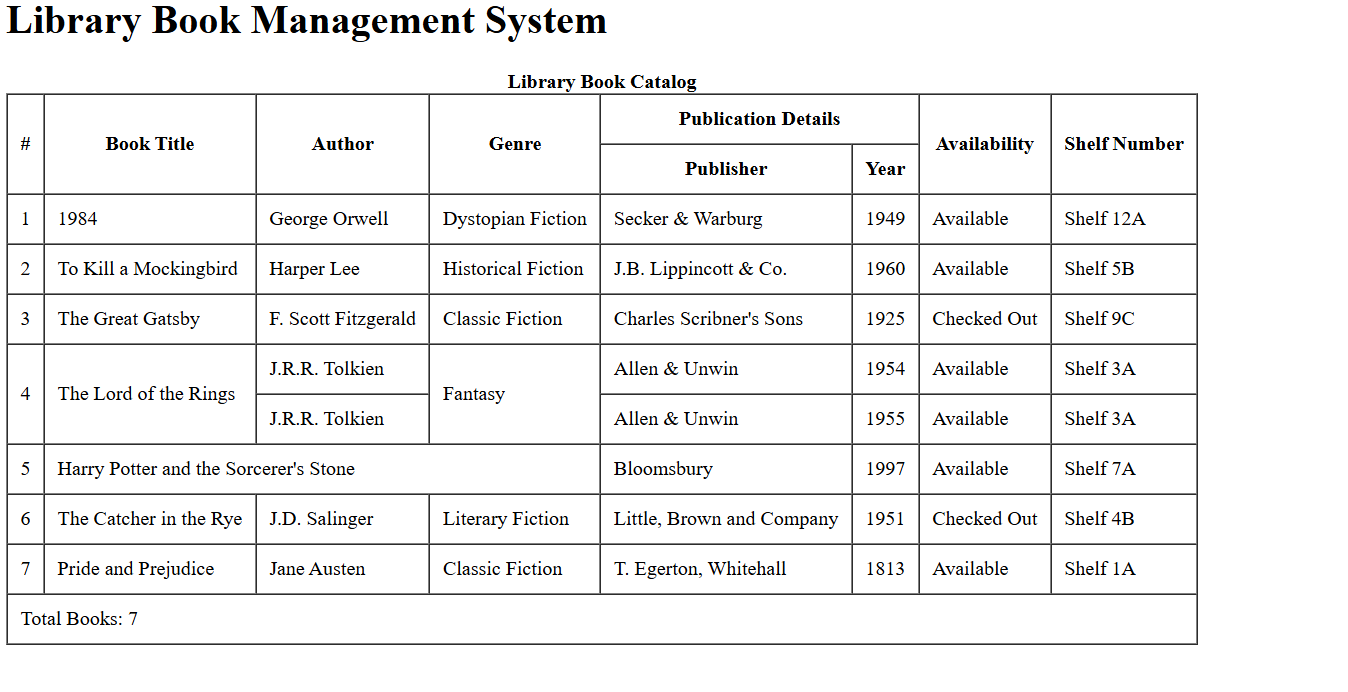 Library Book Management System
Library Book Catalog
# Book Title Author Genre Publication Details Availability Shelf Number
Publisher Year
1 1984 George Orwell Dystopian Fiction Secker & Warburg 1949 Available Shelf 12A
2 To Kill a Mockingbird Harper Lee Historical Fiction J.B. Lippincott & Co. 1960 Available Shelf 5B
3 The Great Gatsby F. Scott Fitzgerald Classic Fiction Charles Scribner's Sons 1925 Checked Out Shelf 9C
4 The Lord of the Rings J.R.R. Tolkien Fantasy Allen & Unwin 1954 Available Shelf 3A
J.R.R. Tolkien Allen & Unwin 1955 Available Shelf 3A
5 Harry Potter and the Sorcerer's Stone Bloomsbury 1997 Available Shelf 7A
6 The Catcher in the Rye J.D. Salinger Literary Fiction Little, Brown and Company 1951 Checked Out Shelf 4B
7 Pride and Prejudice Jane Austen Classic Fiction T. Egerton, Whitehall 1813 Available Shelf 1A
Total Books: 7